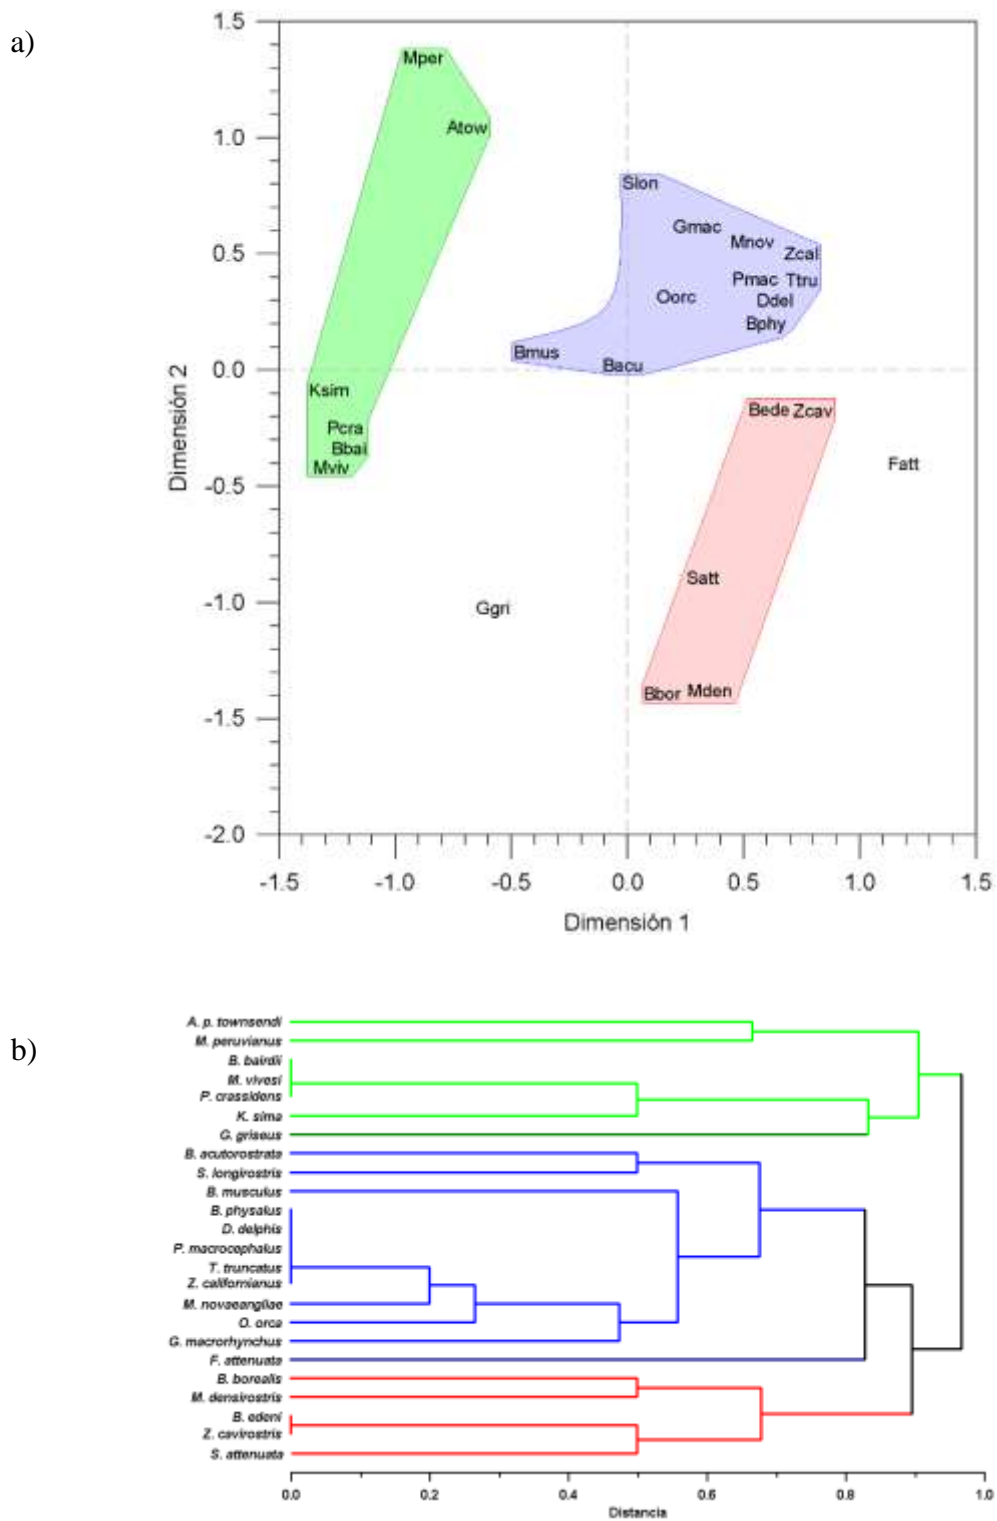 a)
1.5
Mper
1.0
Atow
Slon
Gmac
Mnov
0.5
Zcal
Pmac Ttru
Oorc
Ddel
Bphy
Bmus
Bacu
0.0
Ksim
Bede Zcav
Pcra
Bbai
Mviv
Fatt
-0.5
Dimensión 2
Satt
-1.0
Ggri
Bbor Mden
-1.5
-2.0
-1.5 -1.0 -0.5 0.0 0.5 1.0 1.5
Dimensión 1
b)
A. p. townsendi
M. peruvianus
B. bairdii
M. vivesi
P. crassidens
K. sima
G. griseus
B. acutorostrata
S. longirostris
B. musculus
B. physalus
D. delphis
P. macrocephalus
T. truncatus
Z. californianus
M. novaeangliae
O. orca
G. macrorhynchus
F. attenuata
B. borealis
M. densirostris
B. edeni
Z. cavirostris
S. attenuata
0.0 0.2 0.4 0.6 0.8 1.0
Distancia